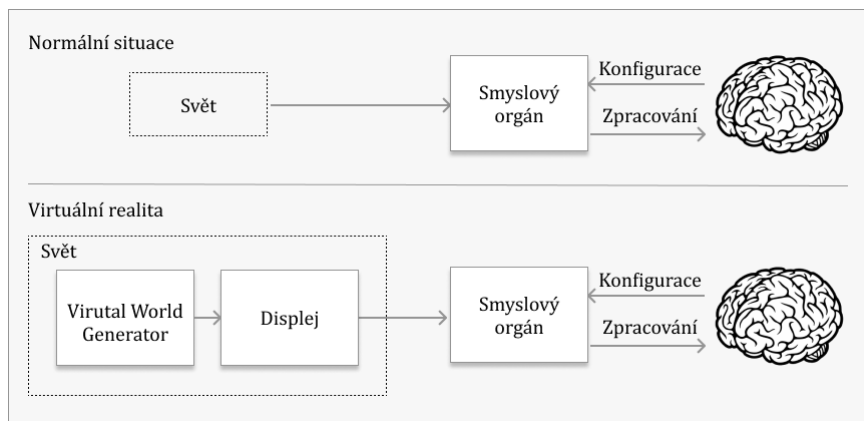 Normální situace
Svět
Smyslový
orgán
Konfigurace
Zpracování
Virtuální realita
Svět
Virutal World
Generator
Displej
Smyslový
orgán
Konfigurace
Zpracování